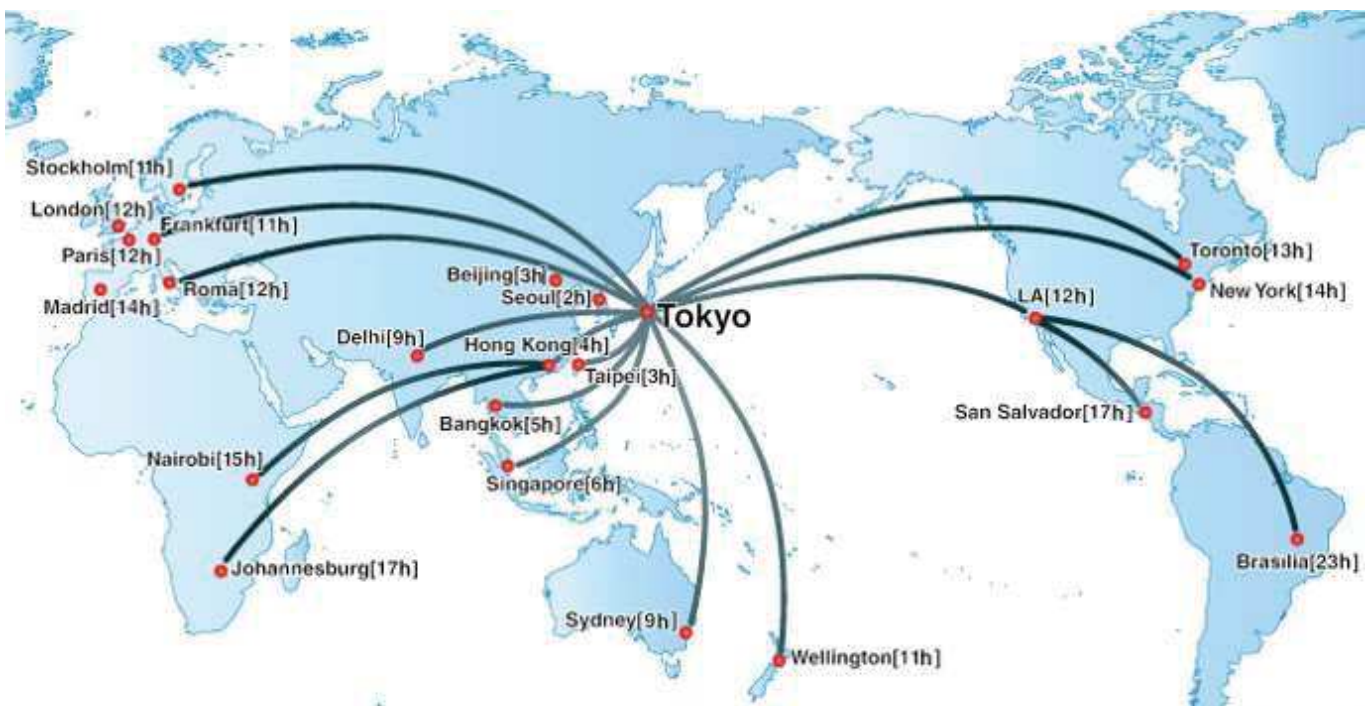 Stockholm[11h]
London[12h]
Frankfurt[11h]
Paris[12h]
Roma[12h]
Madrid[14h]
Beijing[3h]
Seoul[2h]
Tokyo
Delhi[9h]
Hong Kong[4h]
Taipei[3h]
Bangkok[5h]
Nairobi[15h]
Singapore[6h]
Johannesburg[17h]
Sydney[9h]
Wellington[11h]
Toronto[13h]
New York[14h]
LA[12h]
San Salvador[17h]
Brasilia[23h]